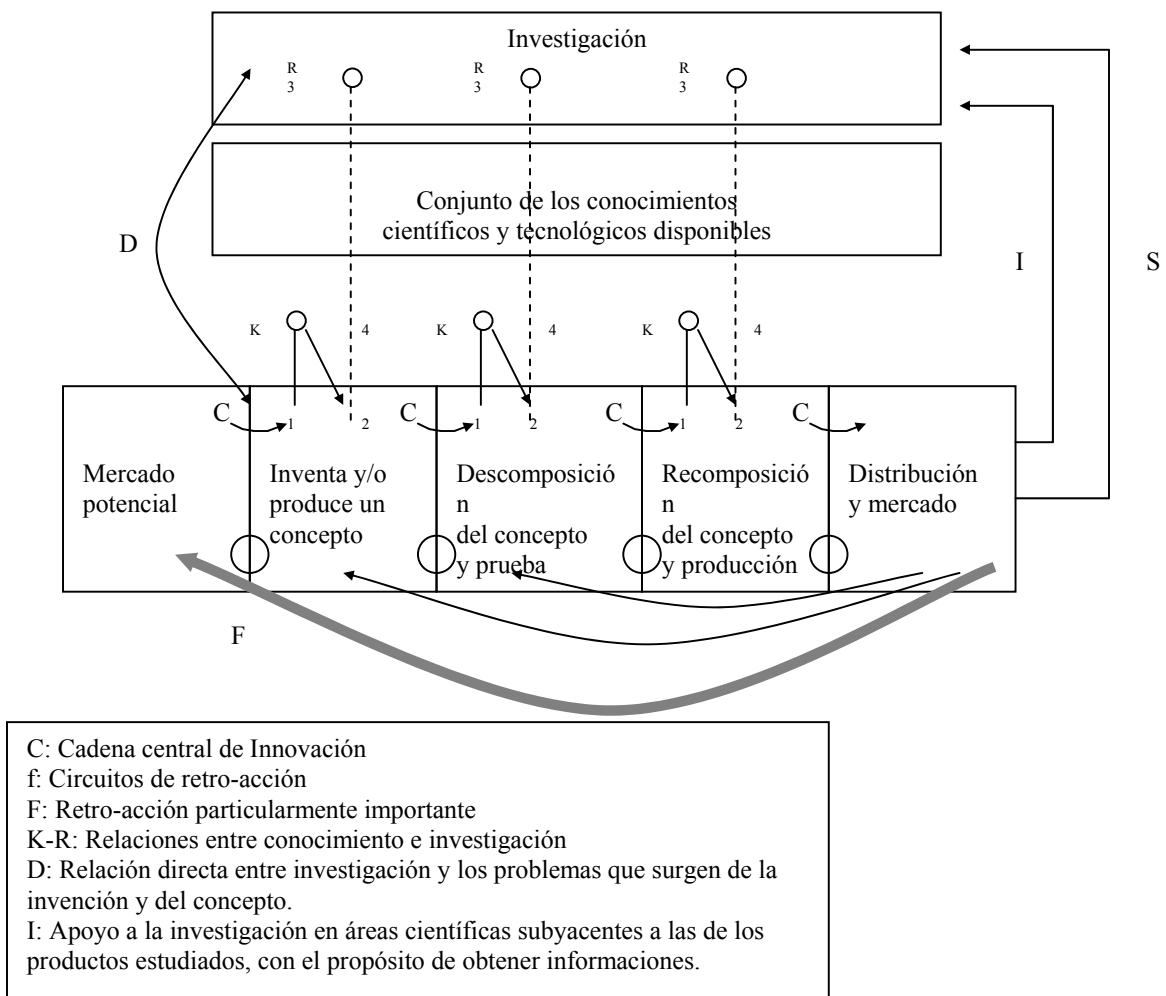 Investigación
R R R
3 3 3
Conjunto de los conocimientos
científicos y tecnológicos disponibles
D I S
K 4 K 4 K 4
C 1 2 C 1 2 C 1 2 C
Mercado
potencial
Inventa y/o
produce un
concepto
Descomposició
n
del concepto
y prueba
Recomposició
n
del concepto
y producción
Distribución
y mercado
F
C: Cadena central de Innovación
f: Circuitos de retro-acción
F: Retro-acción particularmente importante
K-R: Relaciones entre conocimiento e investigación
D: Relación directa entre investigación y los problemas que surgen de la
invención y del concepto.
I: Apoyo a la investigación en áreas científicas subyacentes a las de los
productos estudiados, con el propósito de obtener informaciones.